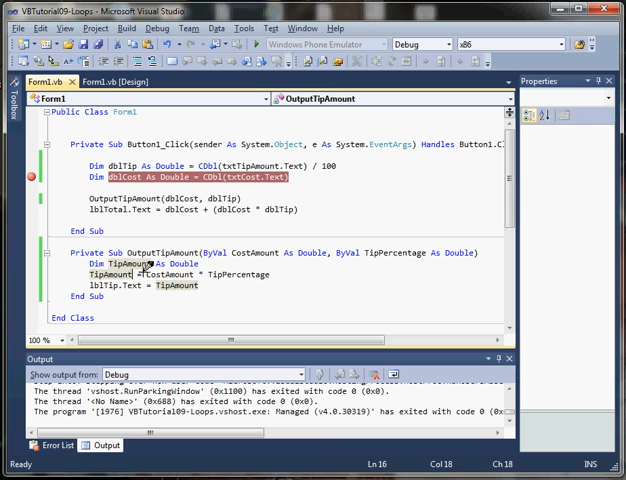 VBTutorial09-Loops - Microsoft Visual Studio
File Edit View Project Build Debug Team Data Tools Test Window Help
Windows Phone Emulator Debug x86
Form1.vb Form1.vb [Design]
Toolbox
Form1 OutputTipAmount
Public Class Form1
Private Sub Button1_Click(sender As System.Object, e As System.EventArgs) Handles Button1.C
Dim dblTip As Double = CDbl(txtTipAmount.Text) / 100
Dim dblCost As Double = CDbl(txtCost.Text)
OutputTipAmount(dblCost, dblTip)
lblTotal.Text = dblCost + (dblCost * dblTip)
End Sub
Private Sub OutputTipAmount(ByVal CostAmount As Double, ByVal TipPercentage As Double)
Dim TipAmount As Double
TipAmount = CostAmount * TipPercentage
lblTip.Text = TipAmount
End Sub
End Class
100 %
Properties
Output
Show output from: Debug
The thread 'vshost.RunParkingWindow' (0x1100) has exited with code 0 (0x0).
The thread '<No Name>' (0x688) has exited with code 0 (0x0).
The program '[1976] VBTutorial09-Loops.vshost.exe: Managed (v4.0.30319)' has exited with code 0 (0x
Error List Output
Ready Ln 16 Col 18 Ch 18 INS